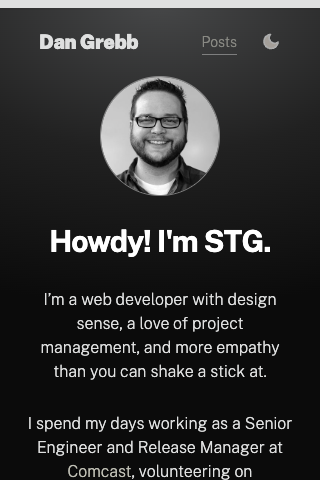 Dan Grebb
Posts
Howdy! I'm STG.
I’m a web developer with design
sense, a love of project
management, and more empathy
than you can shake a stick at.
I spend my days working as a Senior
Engineer and Release Manager at
Comcast, volunteering on